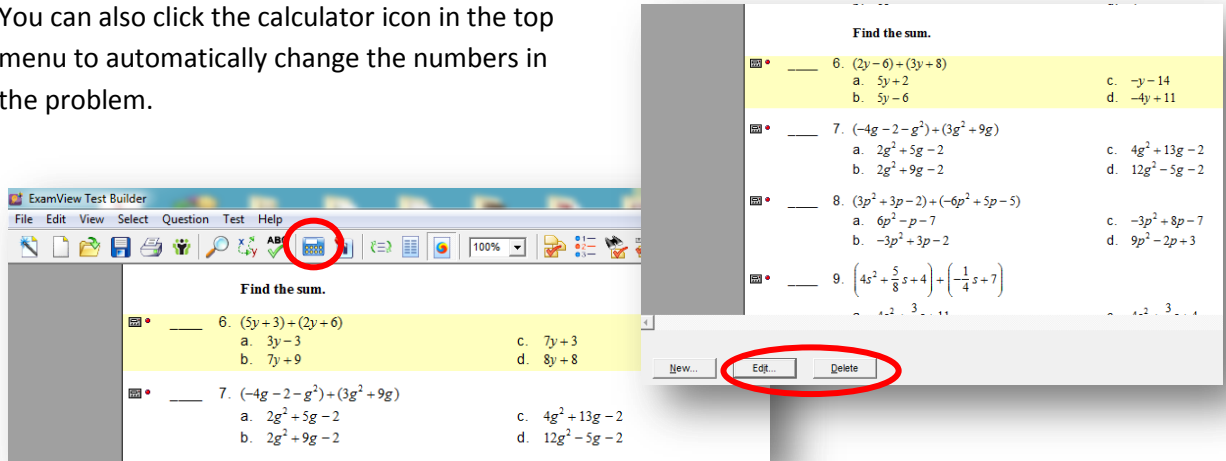 You can also click the calculator icon in the top
menu to automatically change the numbers in
the problem.
ExamView Test Builder
File Edit View Select Question Test Help
100%
Find the sum.
____ 6. (5y + 3) + (2y + 6)
a. 3y − 3 c. 7y + 3
b. 7y + 9 d. 8y + 8
____ 7. (−4g − 2 − g²) + (3g² + 9g)
a. 2g² + 5g − 2 c. 4g² + 13g − 2
b. 2g² + 9g − 2 d. 12g² − 5g − 2
Find the sum.
____ 6. (2y − 6) + (3y + 8)
a. 5y + 2 c. −y − 14
b. 5y − 6 d. −4y + 11
____ 7. (−4g − 2 − g²) + (3g² + 9g)
a. 2g² + 5g − 2 c. 4g² + 13g − 2
b. 2g² + 9g − 2 d. 12g² − 5g − 2
____ 8. (3p² + 3p − 2) + (−6p² + 5p − 5)
a. 6p² − p − 7 c. −3p² + 8p − 7
b. −3p² + 3p − 2 d. 9p² − 2p + 3
____ 9. (4s² + 5/8 s + 4) + (−1/4 s + 7)
New... Edit... Delete